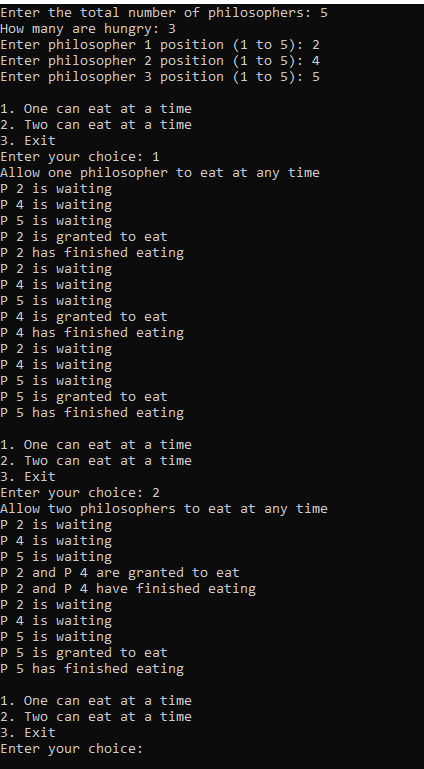 Enter the total number of philosophers: 5
How many are hungry: 3
Enter philosopher 1 position (1 to 5): 2
Enter philosopher 2 position (1 to 5): 4
Enter philosopher 3 position (1 to 5): 5
1. One can eat at a time
2. Two can eat at a time
3. Exit
Enter your choice: 1
Allow one philosopher to eat at any time
P 2 is waiting
P 4 is waiting
P 5 is waiting
P 2 is granted to eat
P 2 has finished eating
P 2 is waiting
P 4 is waiting
P 5 is waiting
P 4 is granted to eat
P 4 has finished eating
P 2 is waiting
P 4 is waiting
P 5 is waiting
P 5 is granted to eat
P 5 has finished eating
1. One can eat at a time
2. Two can eat at a time
3. Exit
Enter your choice: 2
Allow two philosophers to eat at any time
P 2 is waiting
P 4 is waiting
P 5 is waiting
P 2 and P 4 are granted to eat
P 2 and P 4 have finished eating
P 2 is waiting
P 4 is waiting
P 5 is waiting
P 5 is granted to eat
P 5 has finished eating
1. One can eat at a time
2. Two can eat at a time
3. Exit
Enter your choice: